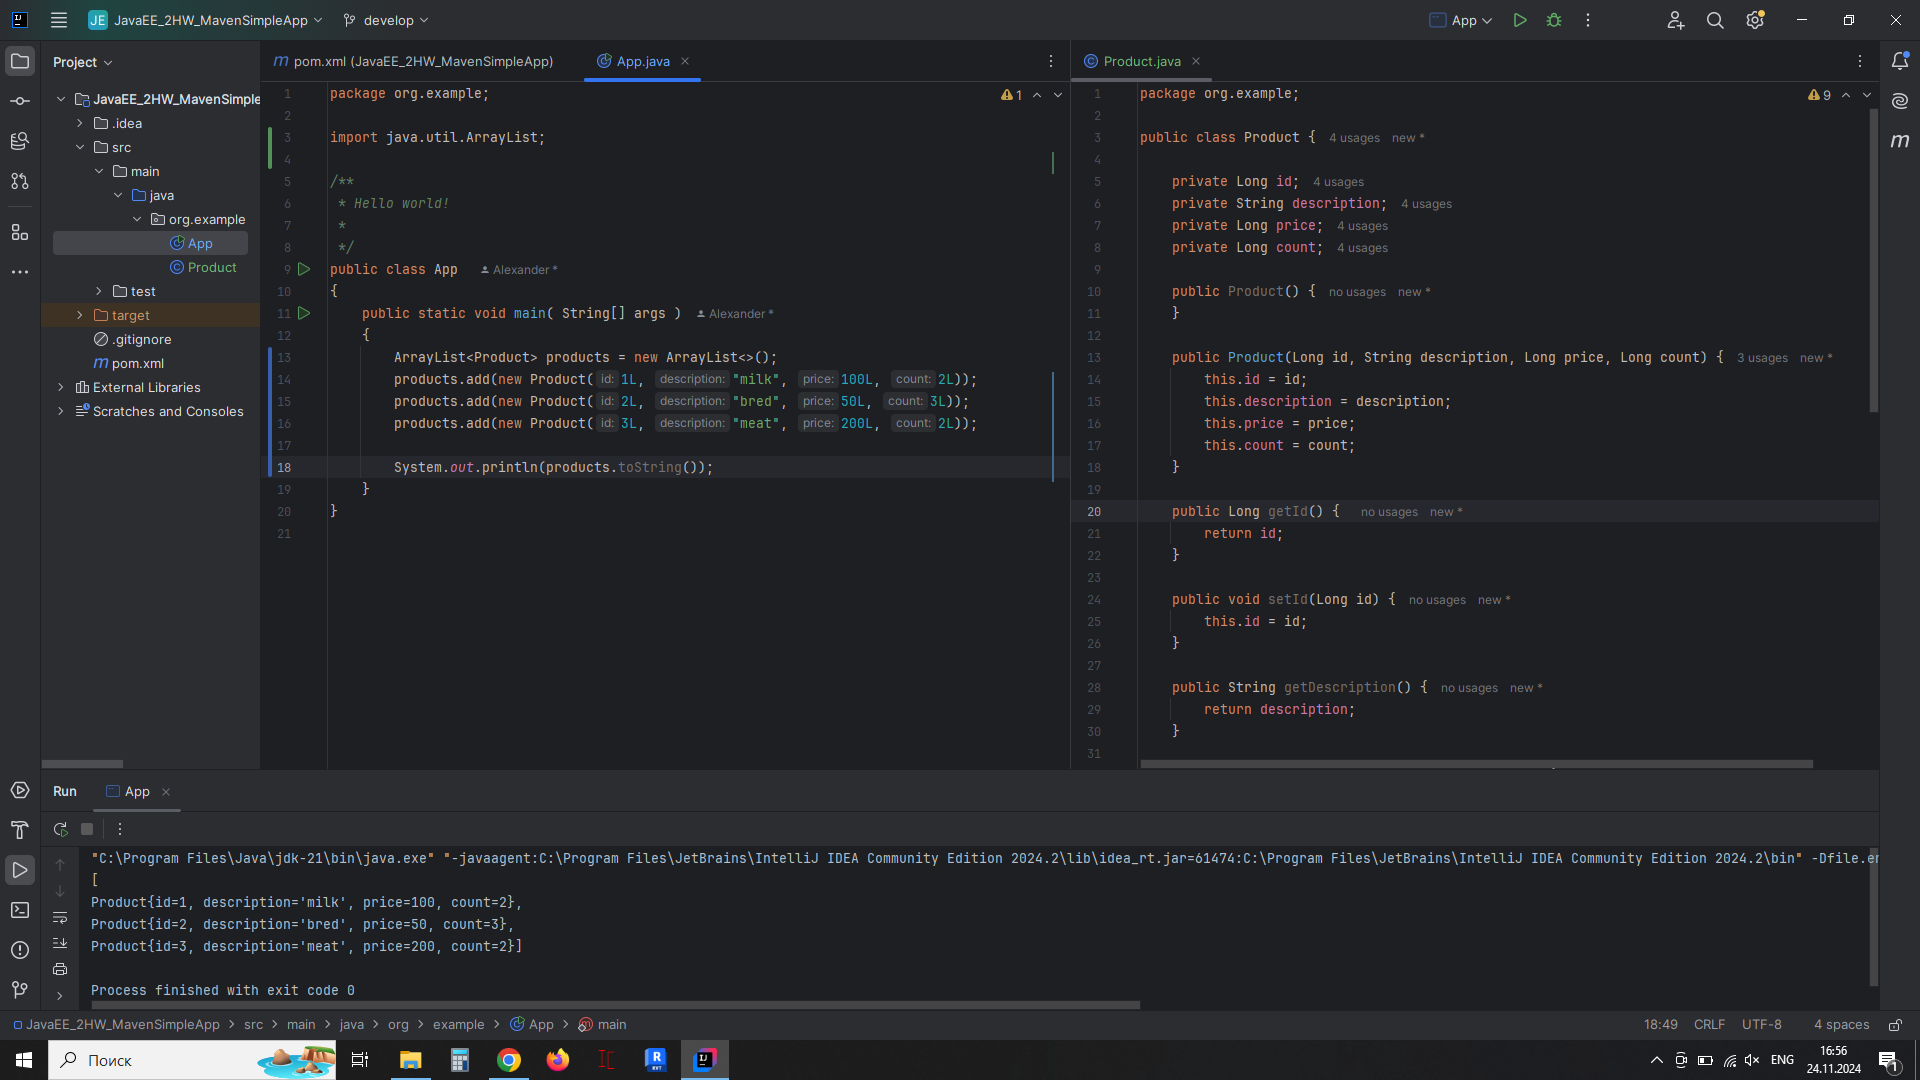 JE JavaEE_2HW_MavenSimpleApp develop App
Project
JavaEE_2HW_MavenSimple
.idea
src
main
java
org.example
App
Product
test
target
.gitignore
pom.xml
External Libraries
Scratches and Consoles
pom.xml (JavaEE_2HW_MavenSimpleApp) App.java
1 package org.example; 1
2
3 import java.util.ArrayList;
4
5 /**
6 * Hello world!
7 *
8 */
9 public class App Alexander *
10 {
11 public static void main( String[] args ) Alexander *
12 {
13 ArrayList<Product> products = new ArrayList<>();
14 products.add(new Product( id: 1L, description: "milk", price: 100L, count: 2L));
15 products.add(new Product( id: 2L, description: "bred", price: 50L, count: 3L));
16 products.add(new Product( id: 3L, description: "meat", price: 200L, count: 2L));
17
18 System.out.println(products.toString());
19 }
20 }
21
Product.java
1 package org.example; 9
2
3 public class Product { 4 usages new *
4
5 private Long id; 4 usages
6 private String description; 4 usages
7 private Long price; 4 usages
8 private Long count; 4 usages
9
10 public Product() { no usages new *
11 }
12
13 public Product(Long id, String description, Long price, Long count) { 3 usages new *
14 this.id = id;
15 this.description = description;
16 this.price = price;
17 this.count = count;
18 }
19
20 public Long getId() { no usages new *
21 return id;
22 }
23
24 public void setId(Long id) { no usages new *
25 this.id = id;
26 }
27
28 public String getDescription() { no usages new *
29 return description;
30 }
31
Run App
"C:\Program Files\Java\jdk-21\bin\java.exe" "-javaagent:C:\Program Files\JetBrains\IntelliJ IDEA Community Edition 2024.2\lib\idea_rt.jar=61474:C:\Program Files\JetBrains\IntelliJ IDEA Community Edition 2024.2\bin" -Dfile.en
[
Product{id=1, description='milk', price=100, count=2},
Product{id=2, description='bred', price=50, count=3},
Product{id=3, description='meat', price=200, count=2}]
Process finished with exit code 0
JavaEE_2HW_MavenSimpleApp > src > main > java > org > example > App > main
18:49 CRLF UTF-8 4 spaces
Поиск
ENG
16:56
24.11.2024
1